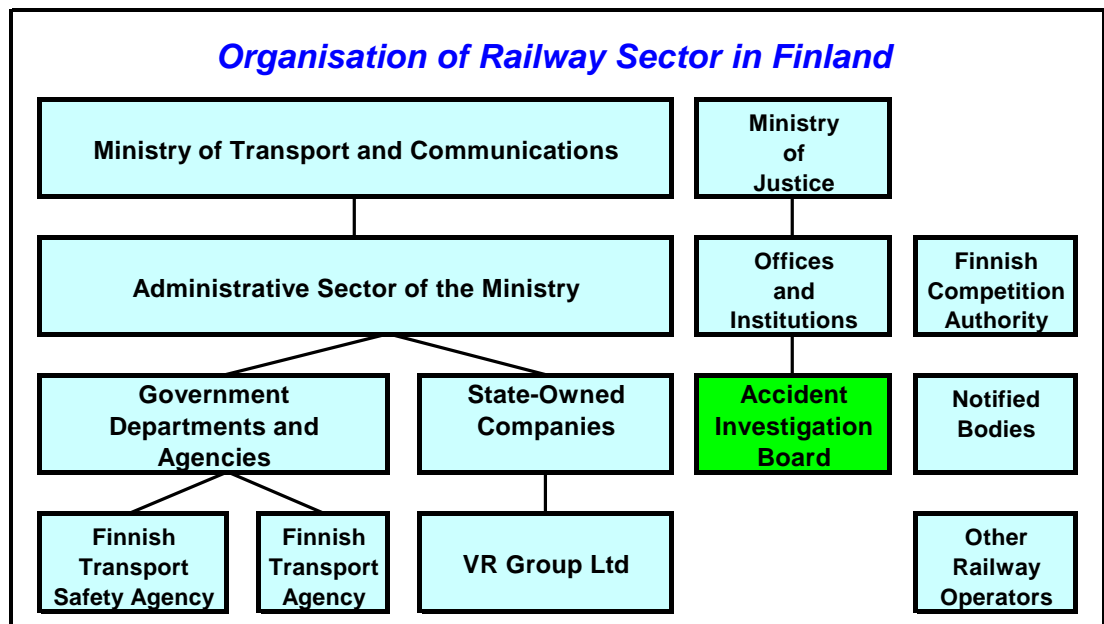 Organisation of Railway Sector in Finland
Ministry of Transport and Communications
Ministry
of
Justice
Administrative Sector of the Ministry
Offices
and
Institutions
Finnish
Competition
Authority
Government
Departments and
Agencies
State-Owned
Companies
Accident
Investigation
Board
Notified
Bodies
Finnish
Transport
Safety Agency
Finnish
Transport
Agency
VR Group Ltd
Other
Railway
Operators